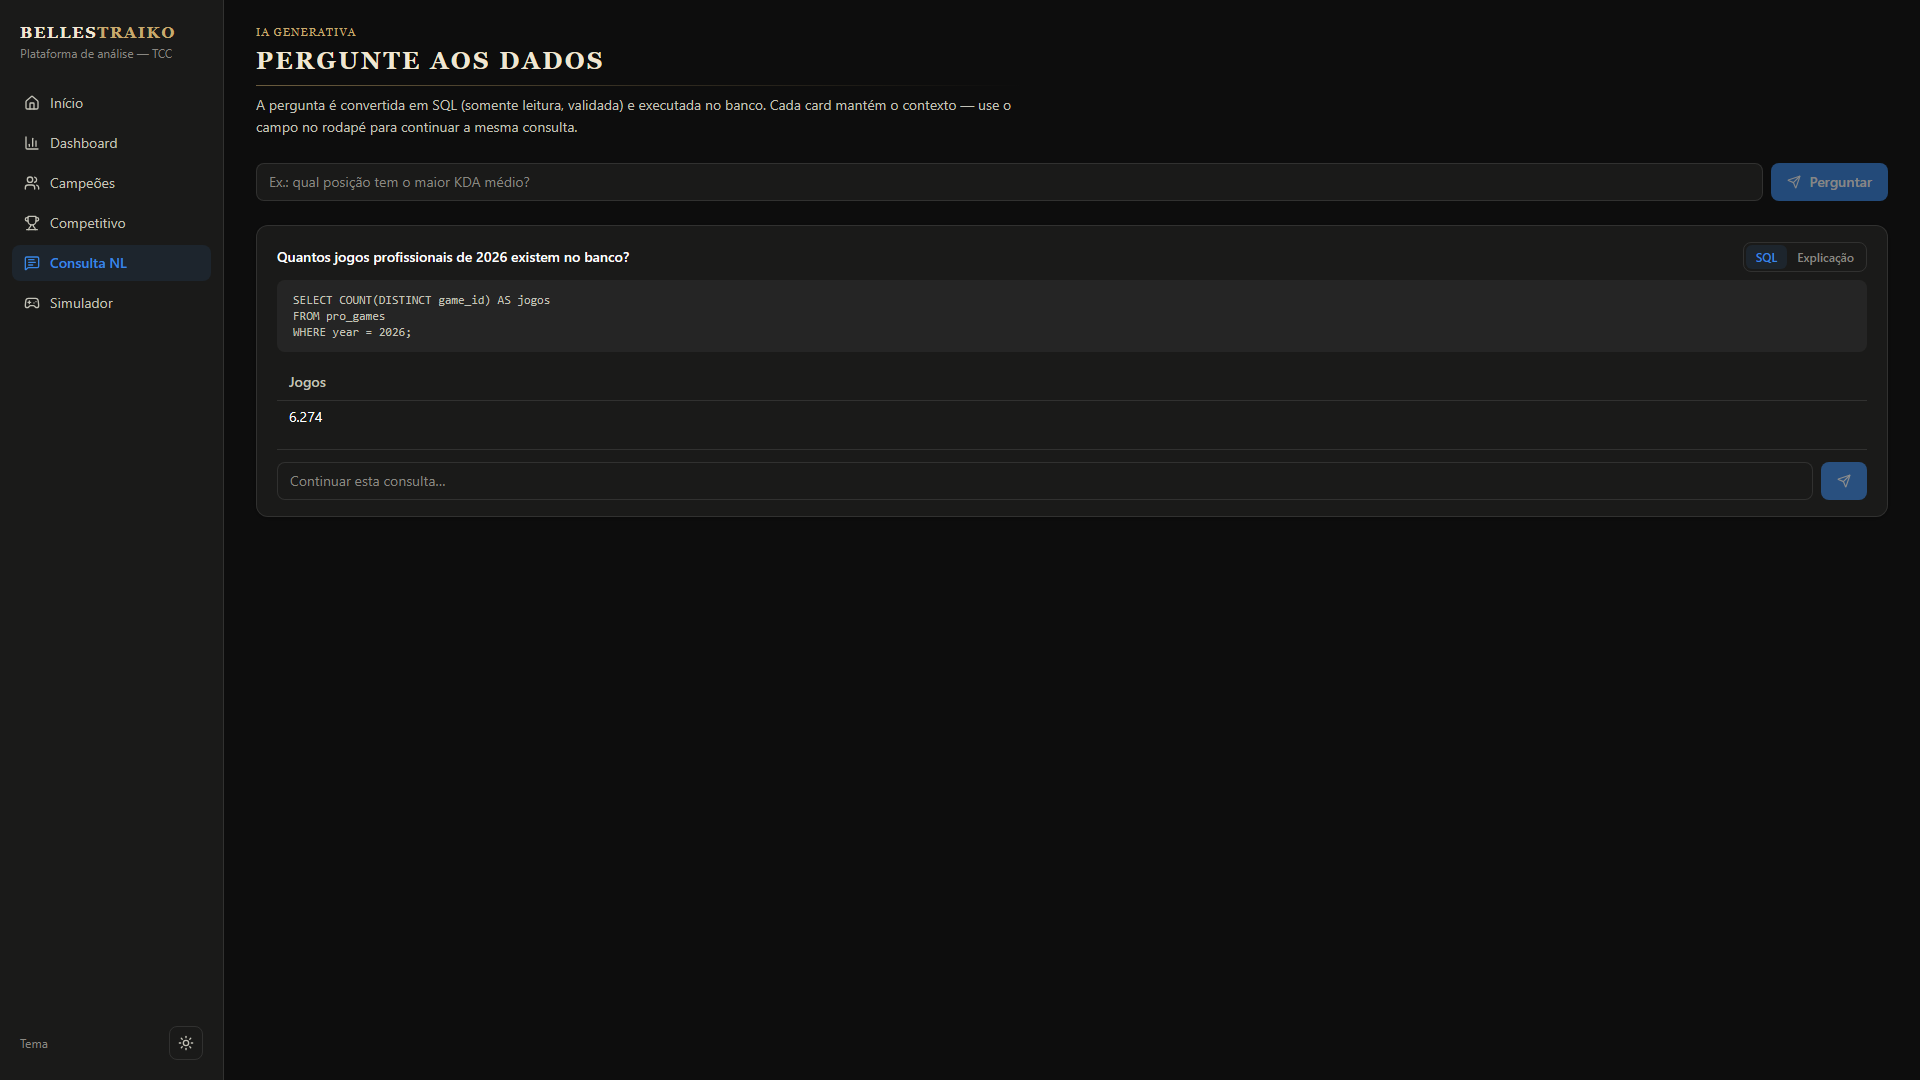 BELLESTRAIKO
Plataforma de análise — TCC
Início
Dashboard
Campeões
Competitivo
Consulta NL
Simulador
Tema
IA GENERATIVA
PERGUNTE AOS DADOS
A pergunta é convertida em SQL (somente leitura, validada) e executada no banco. Cada card mantém o contexto — use o
campo no rodapé para continuar a mesma consulta.
Ex.: qual posição tem o maior KDA médio?
Perguntar
Quantos jogos profissionais de 2026 existem no banco?
SQL Explicação
SELECT COUNT(DISTINCT game_id) AS jogos
FROM pro_games
WHERE year = 2026;
Jogos
6.274
Continuar esta consulta...